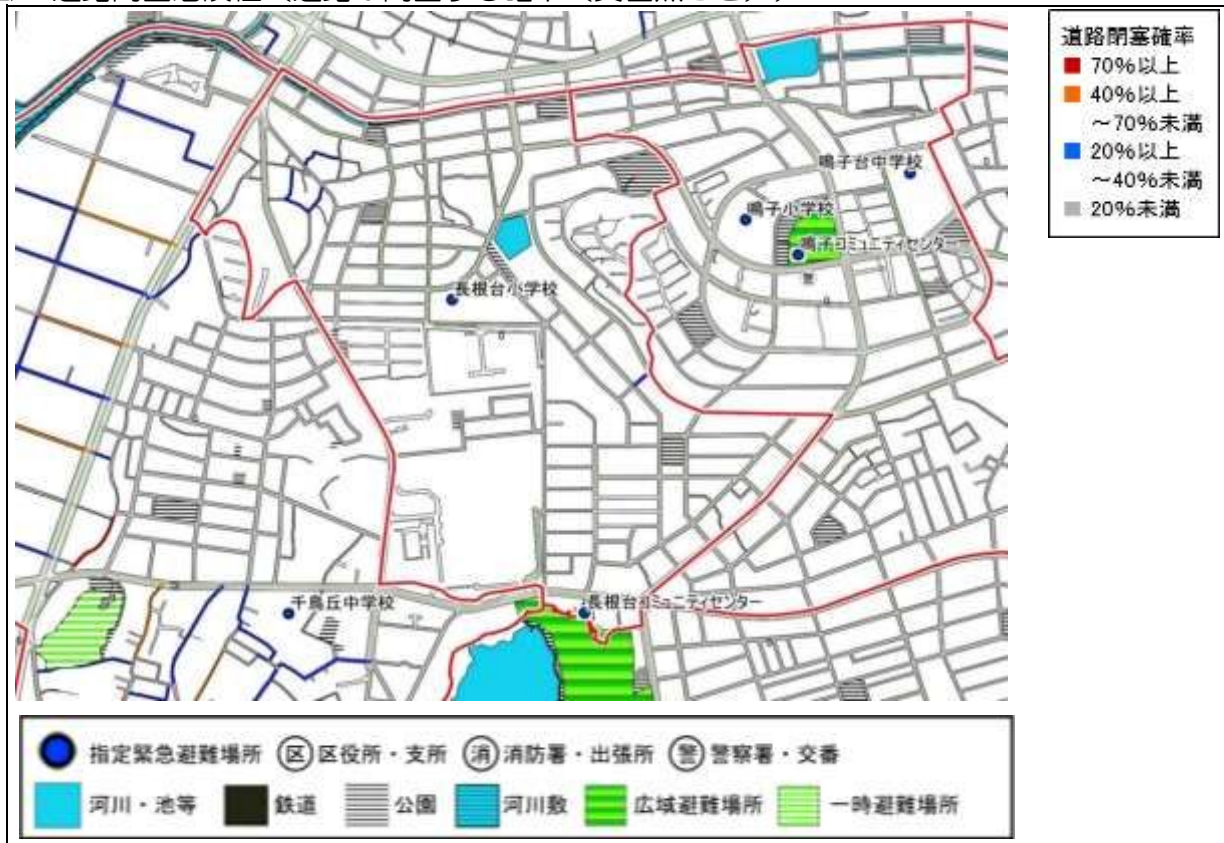 道路閉塞確率
70%以上
40%以上
～70%未満
20%以上
～40%未満
20%未満
鳴子台中学校
鳴子小学校
鳴子コミュニティセンター
長根台小学校
千鳥丘中学校
長根台コミュニティセンター
指定緊急避難場所 区 区役所・支所 消 消防署・出張所 警 警察署・交番
河川・池等 鉄道 公園 河川敷 広域避難場所 一時避難場所